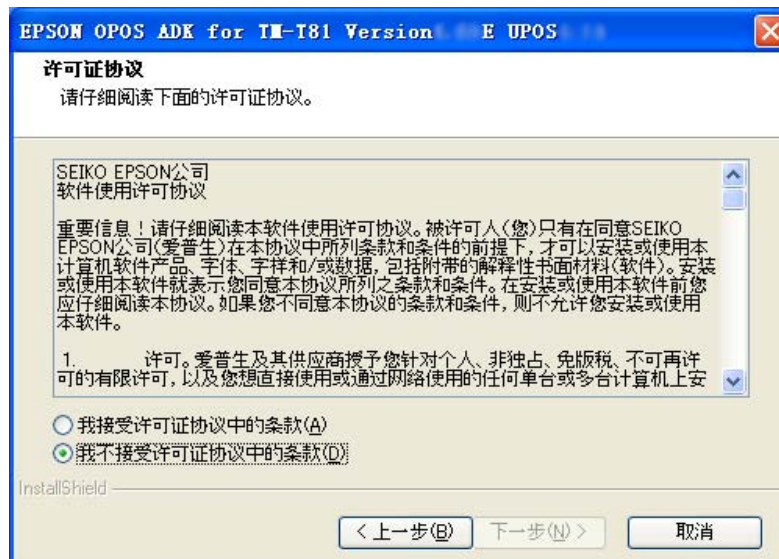 EPSON OPOS ADK for TM-T81 Version E UPOS
许可证协议
请仔细阅读下面的许可证协议。
SEIKO EPSON公司
软件使用许可协议
重要信息！请仔细阅读本软件使用许可协议。被许可人(您)只有在同意SEIKO
EPSON公司(爱普生)在本协议中所列条款和条件的前提下，才可以安装或使用本
计算机软件产品、字体、字样和/或数据，包括附带的解释性书面材料(软件)。安装
或使用本软件就表示您同意本协议所列之条款和条件。在安装或使用本软件前您
应仔细阅读本协议。如果您不同意本协议的条款和条件，则不允许您安装或使用
本软件。
1. 许可。爱普生及其供应商授予您针对个人、非独占、免版税、不可再许
可的有限许可，以及您想直接使用或通过网络使用的任何单台或多台计算机上安
我接受许可证协议中的条款(A)
我不接受许可证协议中的条款(D)
InstallShield
< 上一步(B)
下一步(N) >
取消